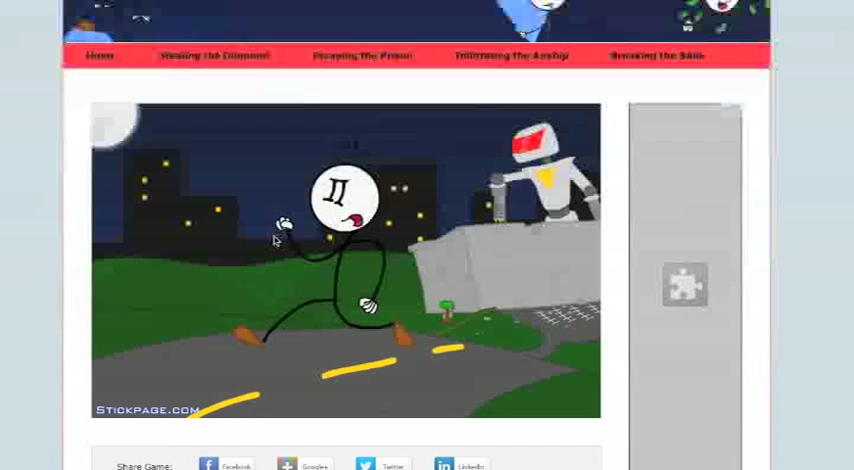 Home Stealing the Diamond Escaping the Prison Infiltrating the Airship Breaking the Bank
STICKPAGE.COM
Share Game: Facebook Google+ Twitter LinkedIn